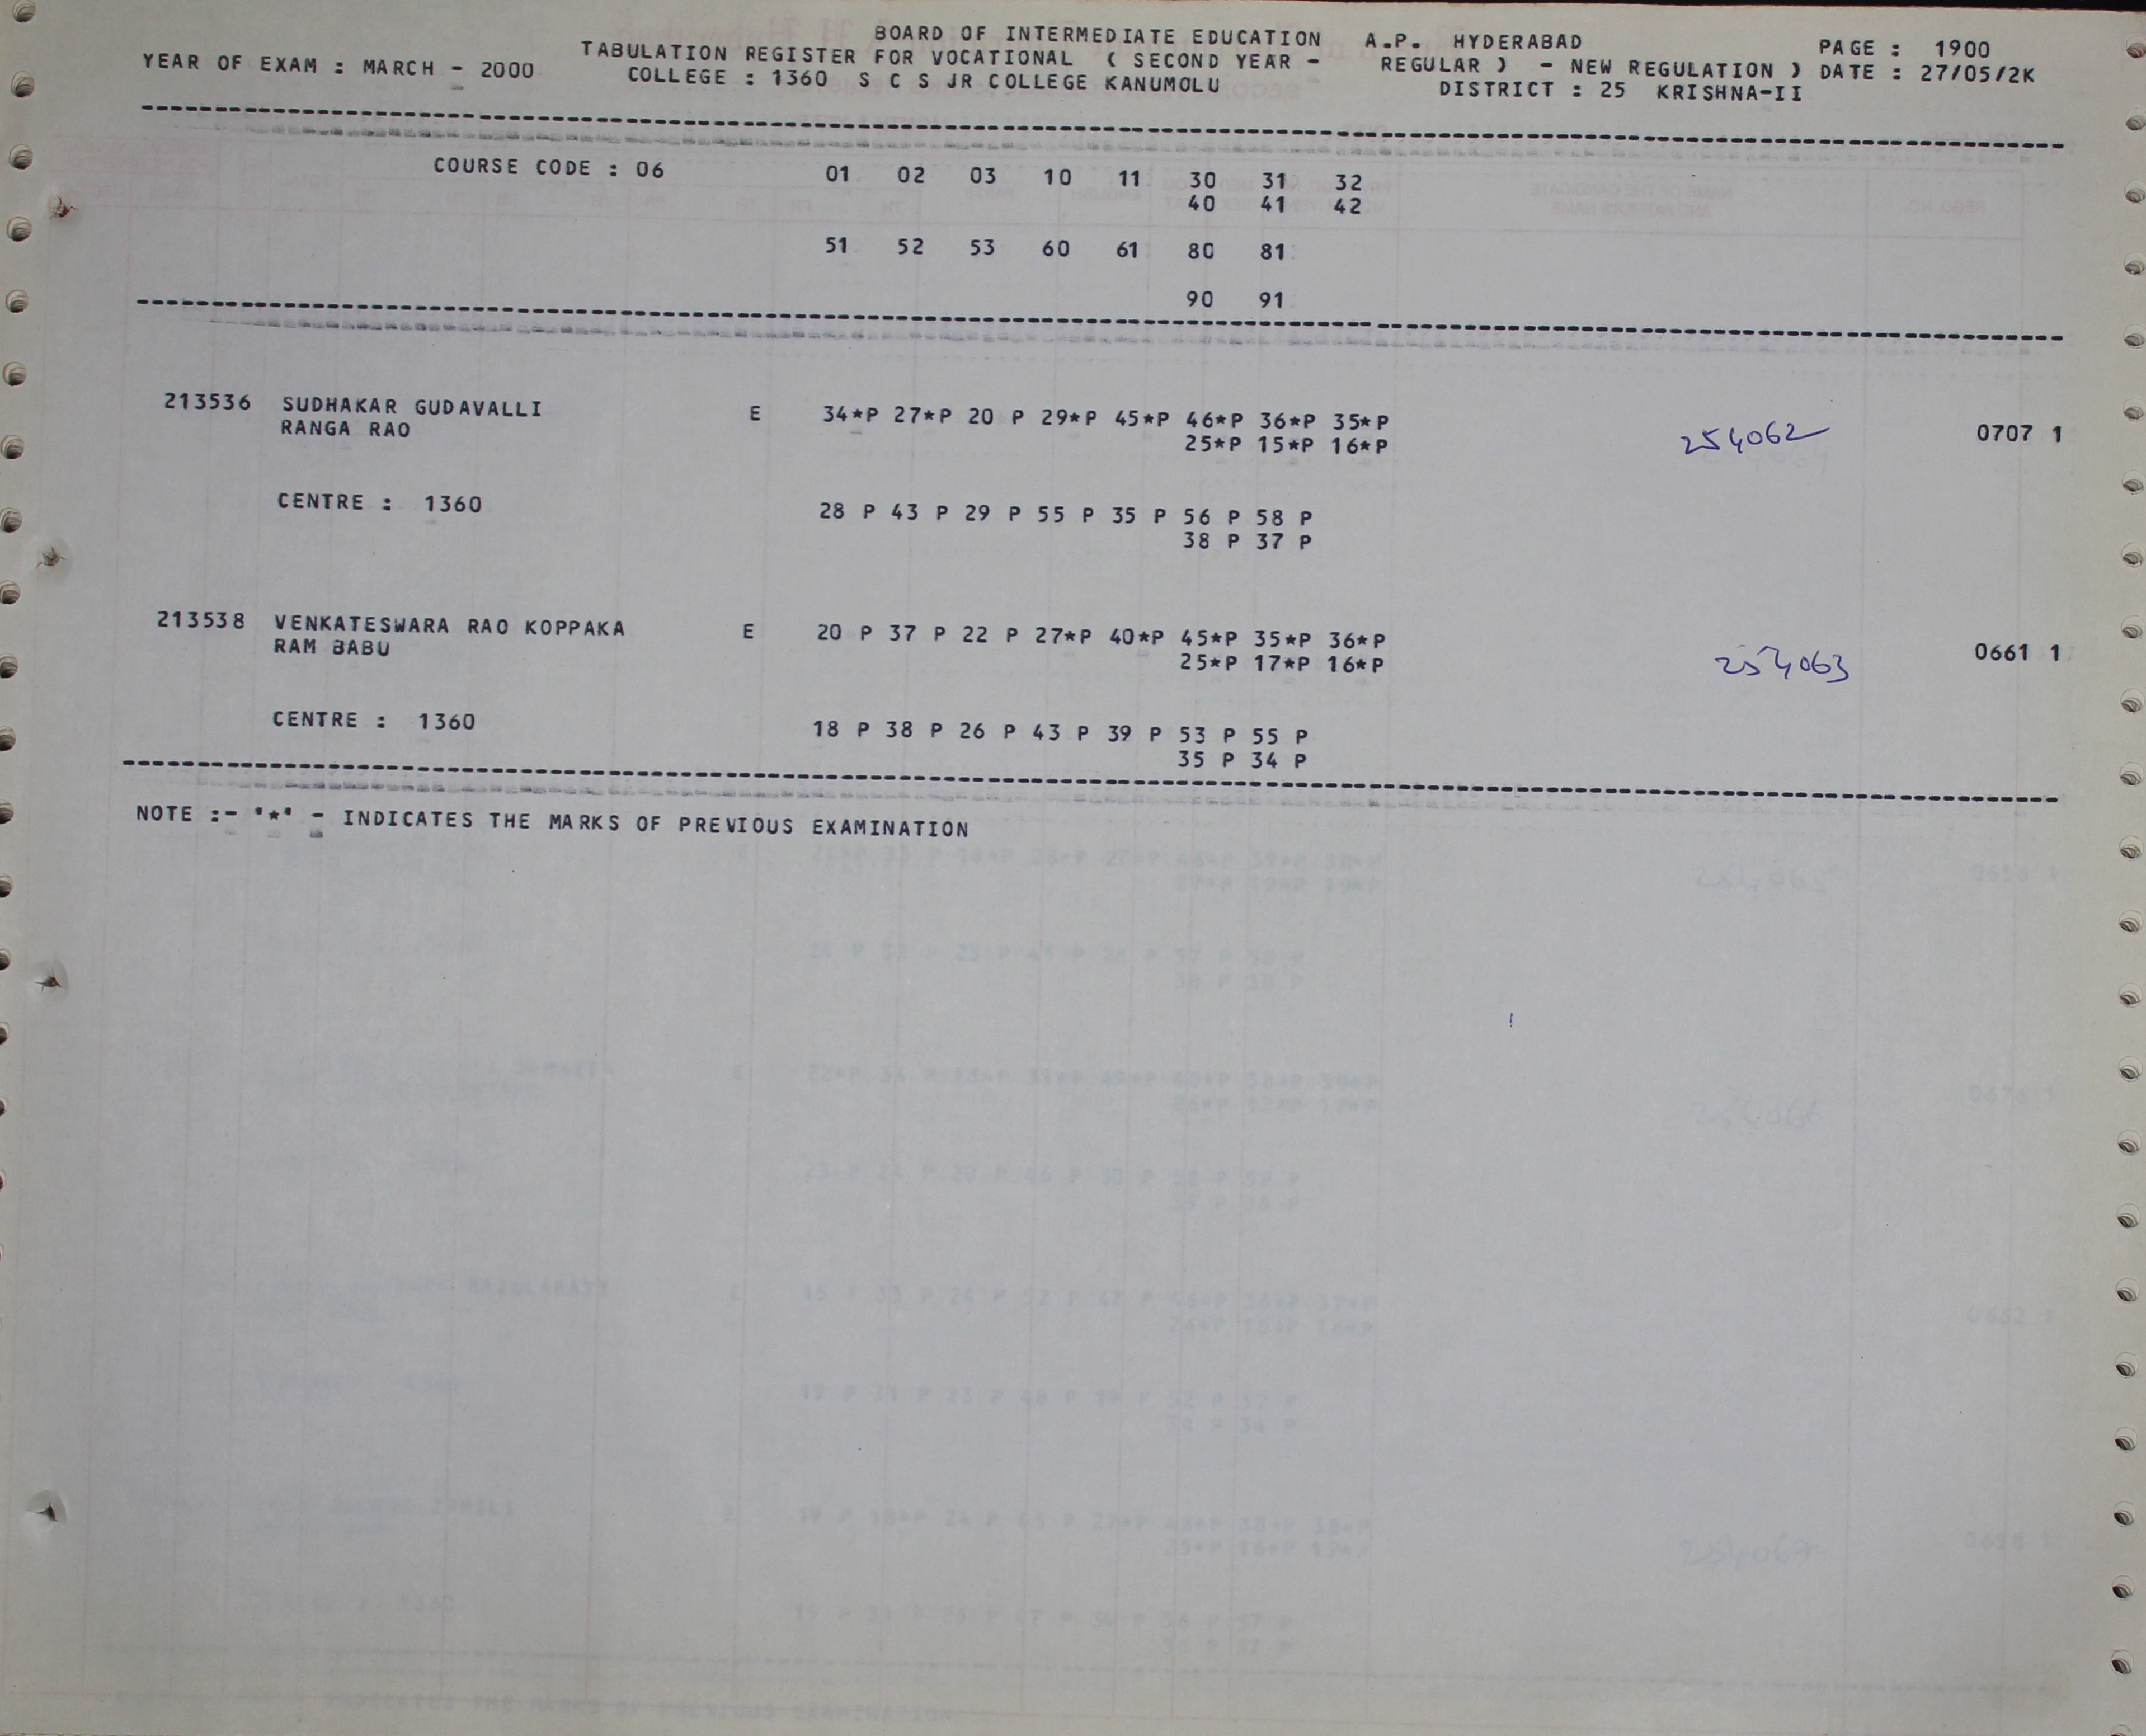 BOARD OF INTERMEDIATE EDUCATION A.P. HYDERABAD
YEAR OF EXAM : MARCH - 2000 TABULATION REGISTER FOR VOCATIONAL ( SECOND YEAR - REGULAR ) - NEW REGULATION ) PAGE : 1900
COLLEGE : 1360 S C S JR COLLEGE KANUMOLU DISTRICT : 25 KRISHNA-II DATE : 27/05/2K
COURSE CODE : 06 01 02 03 10 11 30 31 32
40 41 42
51 52 53 60 61 80 81
90 91
213536 SUDHAKAR GUDAVALLI E 34*P 27*P 20 P 29*P 45*P 46*P 36*P 35*P
RANGA RAO 25*P 15*P 16*P 254062 0707 1
CENTRE : 1360 28 P 43 P 29 P 55 P 35 P 56 P 58 P
38 P 37 P
213538 VENKATESWARA RAO KOPPAKA E 20 P 37 P 22 P 27*P 40*P 45*P 35*P 36*P
RAM BABU 25*P 17*P 16*P 254063 0661 1
CENTRE : 1360 18 P 38 P 26 P 43 P 39 P 53 P 55 P
35 P 34 P
NOTE :- '*' - INDICATES THE MARKS OF PREVIOUS EXAMINATION